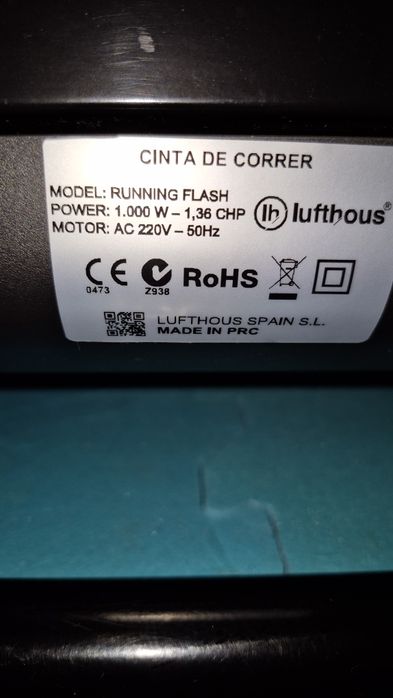 CINTA DE CORRER
MODEL: RUNNING FLASH
POWER: 1.000 W – 1,36 CHP
MOTOR: AC 220V – 50Hz
lh lufthous®
CE
0473
Z938
RoHS
LUFTHOUS SPAIN S.L.
MADE IN PRC